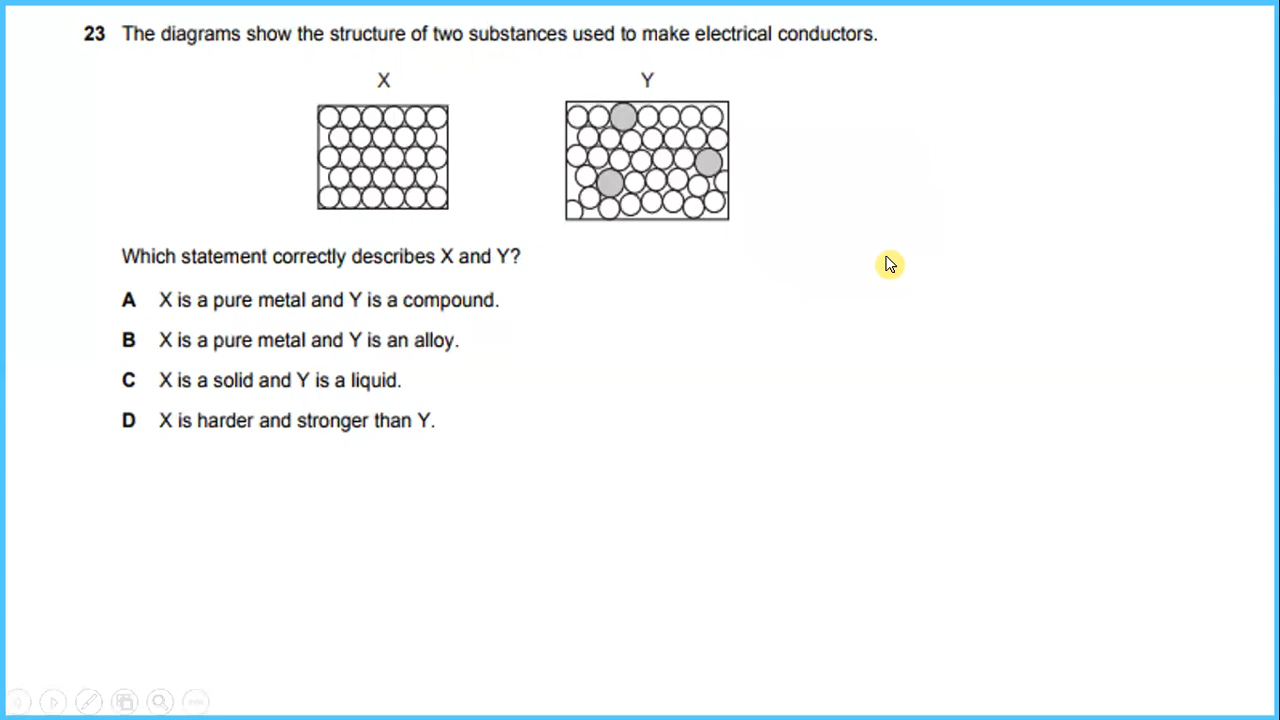 23 The diagrams show the structure of two substances used to make electrical conductors.
X Y
Which statement correctly describes X and Y?
A X is a pure metal and Y is a compound.
B X is a pure metal and Y is an alloy.
C X is a solid and Y is a liquid.
D X is harder and stronger than Y.